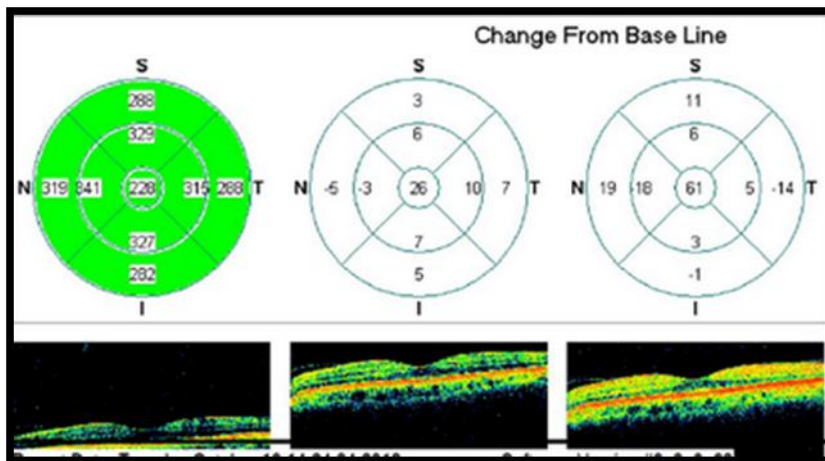 Change From Base Line
S S S
288 3 11
329 6 6
N 319 341 228 315 288 T N -5 -3 26 10 7 T N 19 -18 61 5 -14 T
327 7 3
282 5 -1
I I I